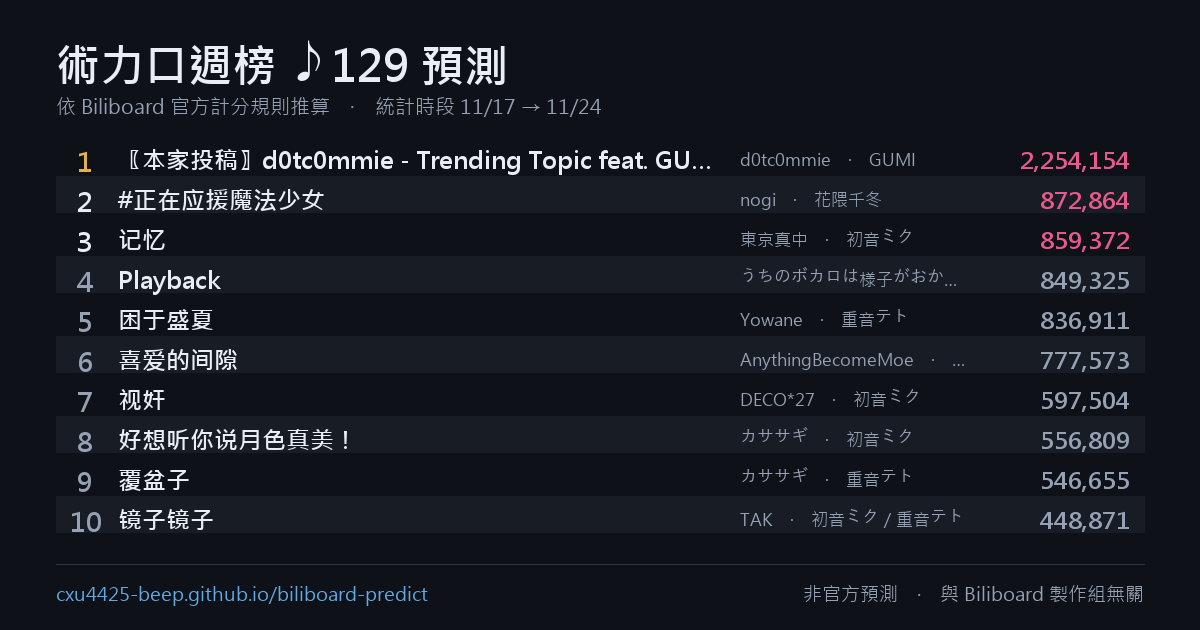 術力口週榜 ♪129 預測
依 Biliboard 官方計分規則推算 · 統計時段 11/17 → 11/24
1 〖本家投稿〗d0tc0mmie - Trending Topic feat. GU... d0tc0mmie · GUMI 2,254,154
2 #正在应援魔法少女 nogi · 花隈千冬 872,864
3 记忆 東京真中 · 初音ミク 859,372
4 Playback うちのボカロは様子がおか... 849,325
5 困于盛夏 Yowane · 重音テト 836,911
6 喜爱的间隙 AnythingBecomeMoe · ... 777,573
7 视奸 DECO*27 · 初音ミク 597,504
8 好想听你说月色真美！ カササギ · 初音ミク 556,809
9 覆盆子 カササギ · 重音テト 546,655
10 镜子镜子 TAK · 初音ミク / 重音テト 448,871
cxu4425-beep.github.io/biliboard-predict 非官方預測 · 與 Biliboard 製作組無關